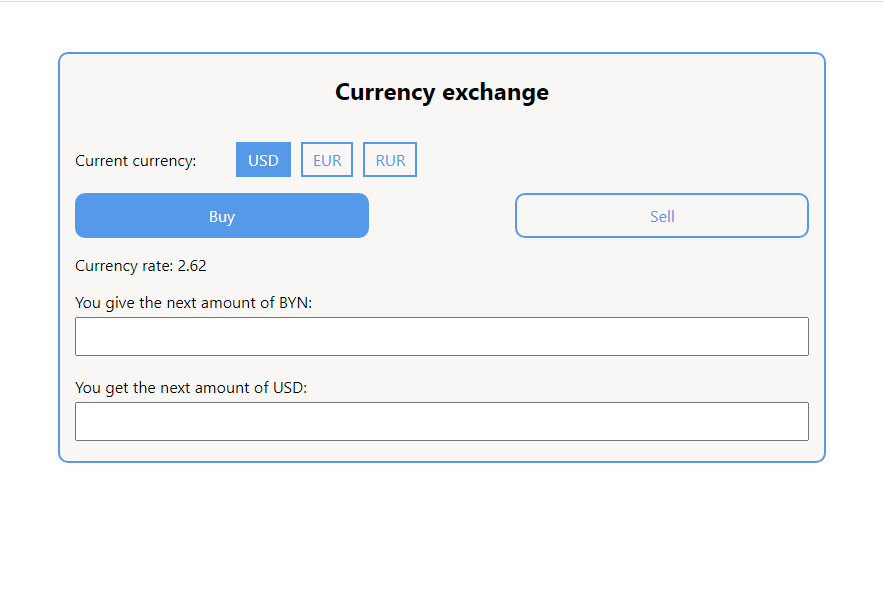 Currency exchange
Current currency: USD EUR RUR
Buy Sell
Currency rate: 2.62
You give the next amount of BYN:
You get the next amount of USD: